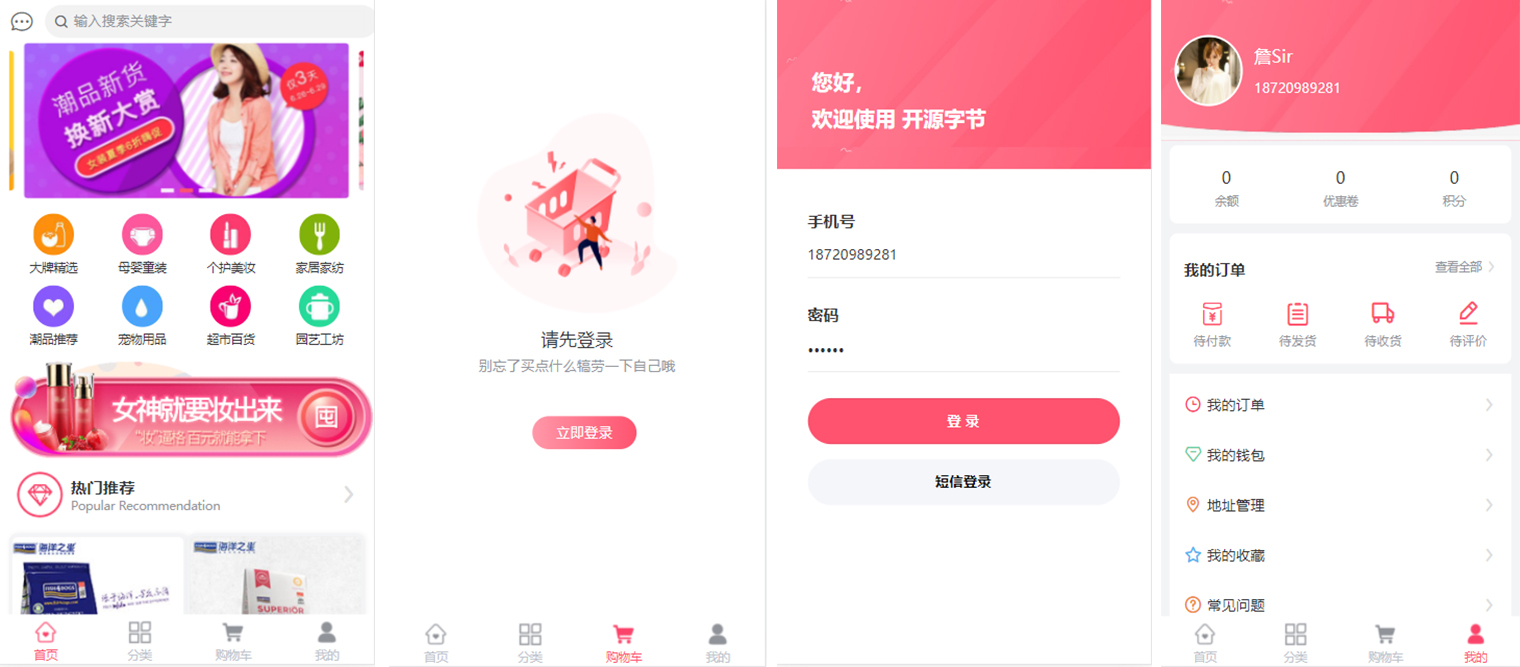 输入搜索关键字
潮品新货
换新大赏
女装夏季6折嗨促
仅3天
6.26-6.29
大牌精选
母婴童装
个护美妆
家居家纺
潮品推荐
宠物用品
超市百货
园艺工坊
女神就要妆出来
"妆"逼格 百元就能拿下
囤
热门推荐
Popular Recommendation
海洋之星
海洋之星
SUPERIOR
首页
分类
购物车
我的
请先登录
别忘了买点什么犒劳一下自己哦
立即登录
首页
分类
购物车
我的
您好,
欢迎使用 开源字节
手机号
18720989281
密码
••••••
登 录
短信登录
詹Sir
18720989281
0
余额
0
优惠卷
0
积分
我的订单
查看全部
待付款
待发货
待收货
待评价
我的订单
我的钱包
地址管理
我的收藏
常见问题
首页
分类
购物车
我的